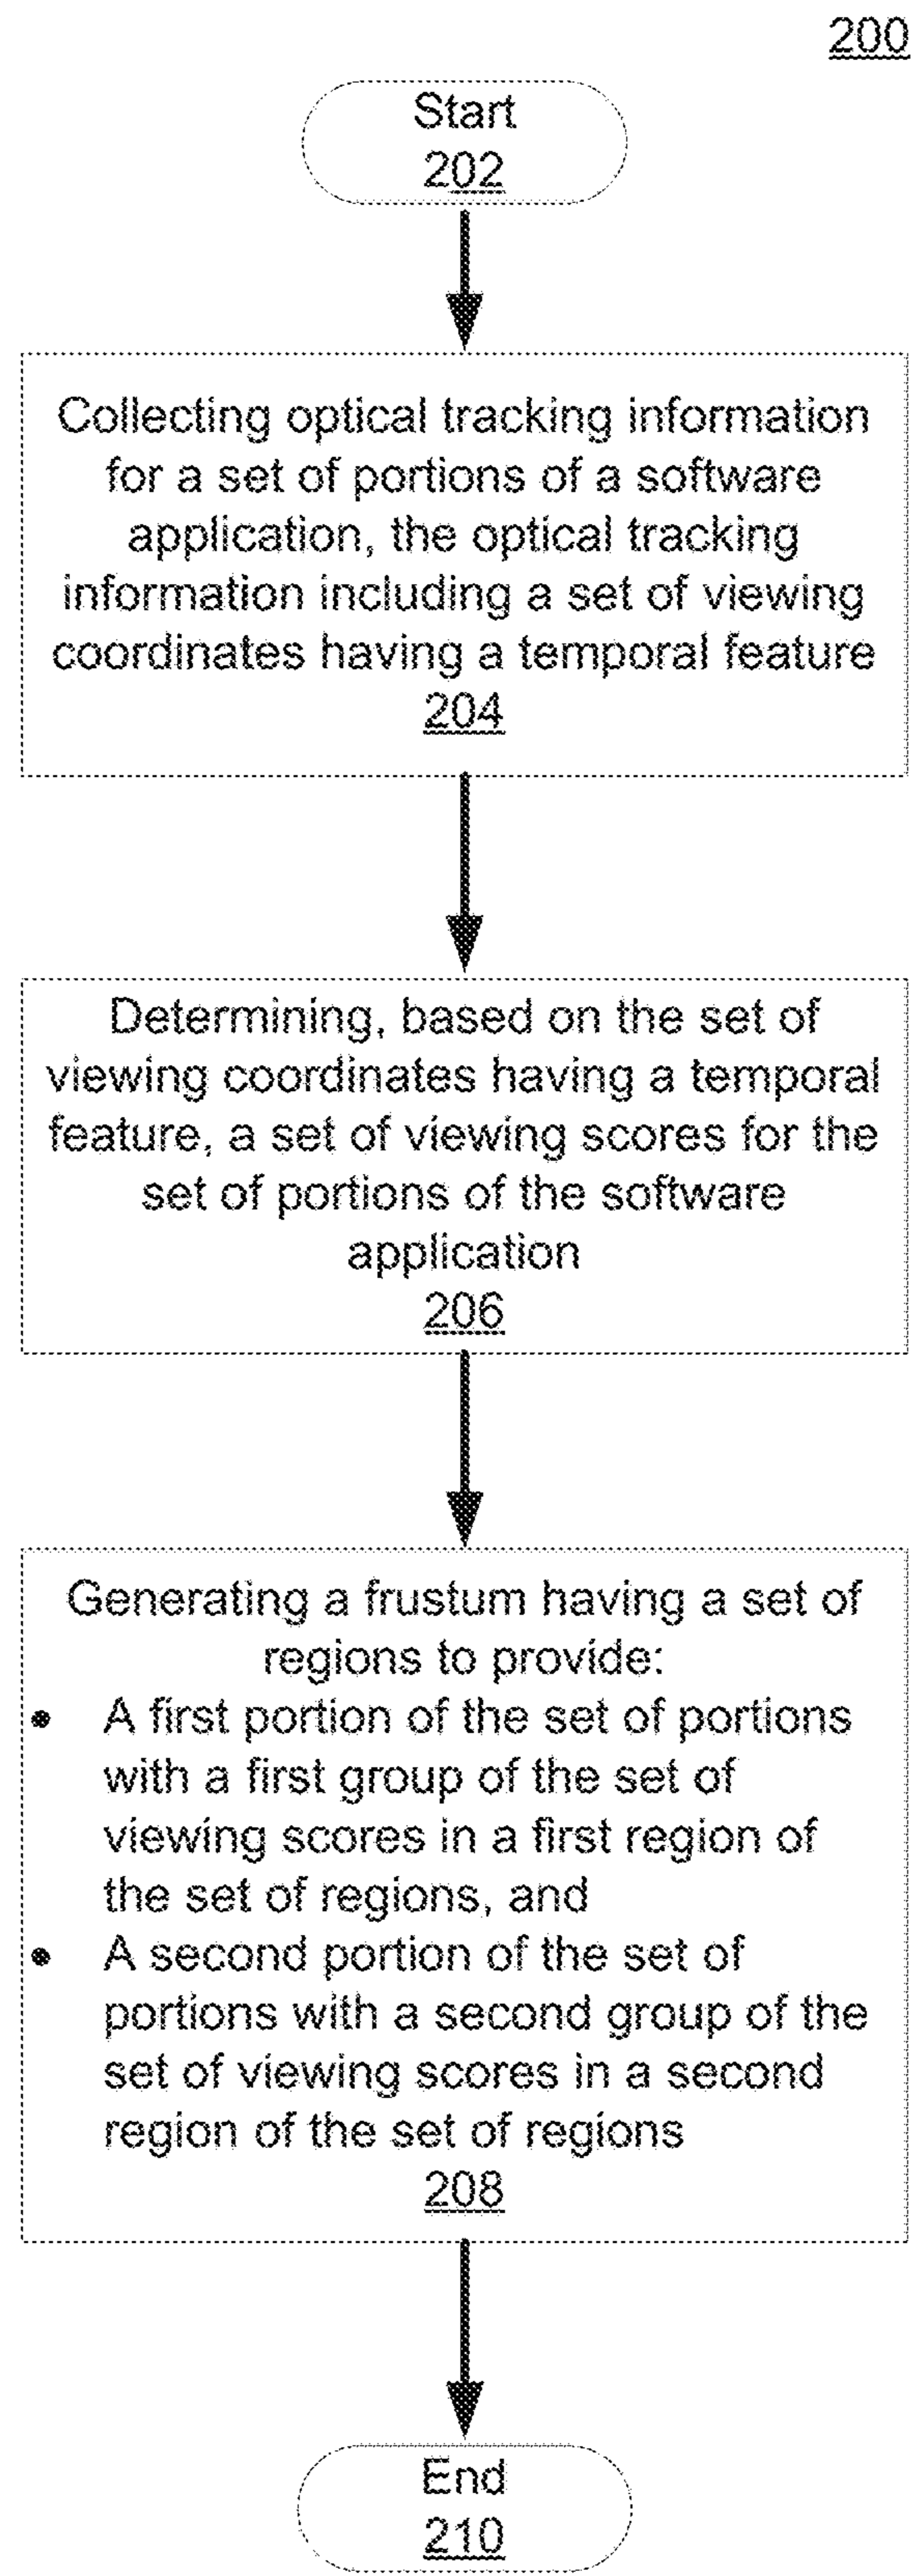 200
Start
202
Collecting optical tracking information
for a set of portions of a software
application, the optical tracking
information including a set of viewing
coordinates having a temporal feature
204
Determining, based on the set of
viewing coordinates having a temporal
feature, a set of viewing scores for the
set of portions of the software
application
206
Generating a frustum having a set of
regions to provide:
• A first portion of the set of portions
with a first group of the set of
viewing scores in a first region of
the set of regions, and
• A second portion of the set of
portions with a second group of the
set of viewing scores in a second
region of the set of regions
208
End
210